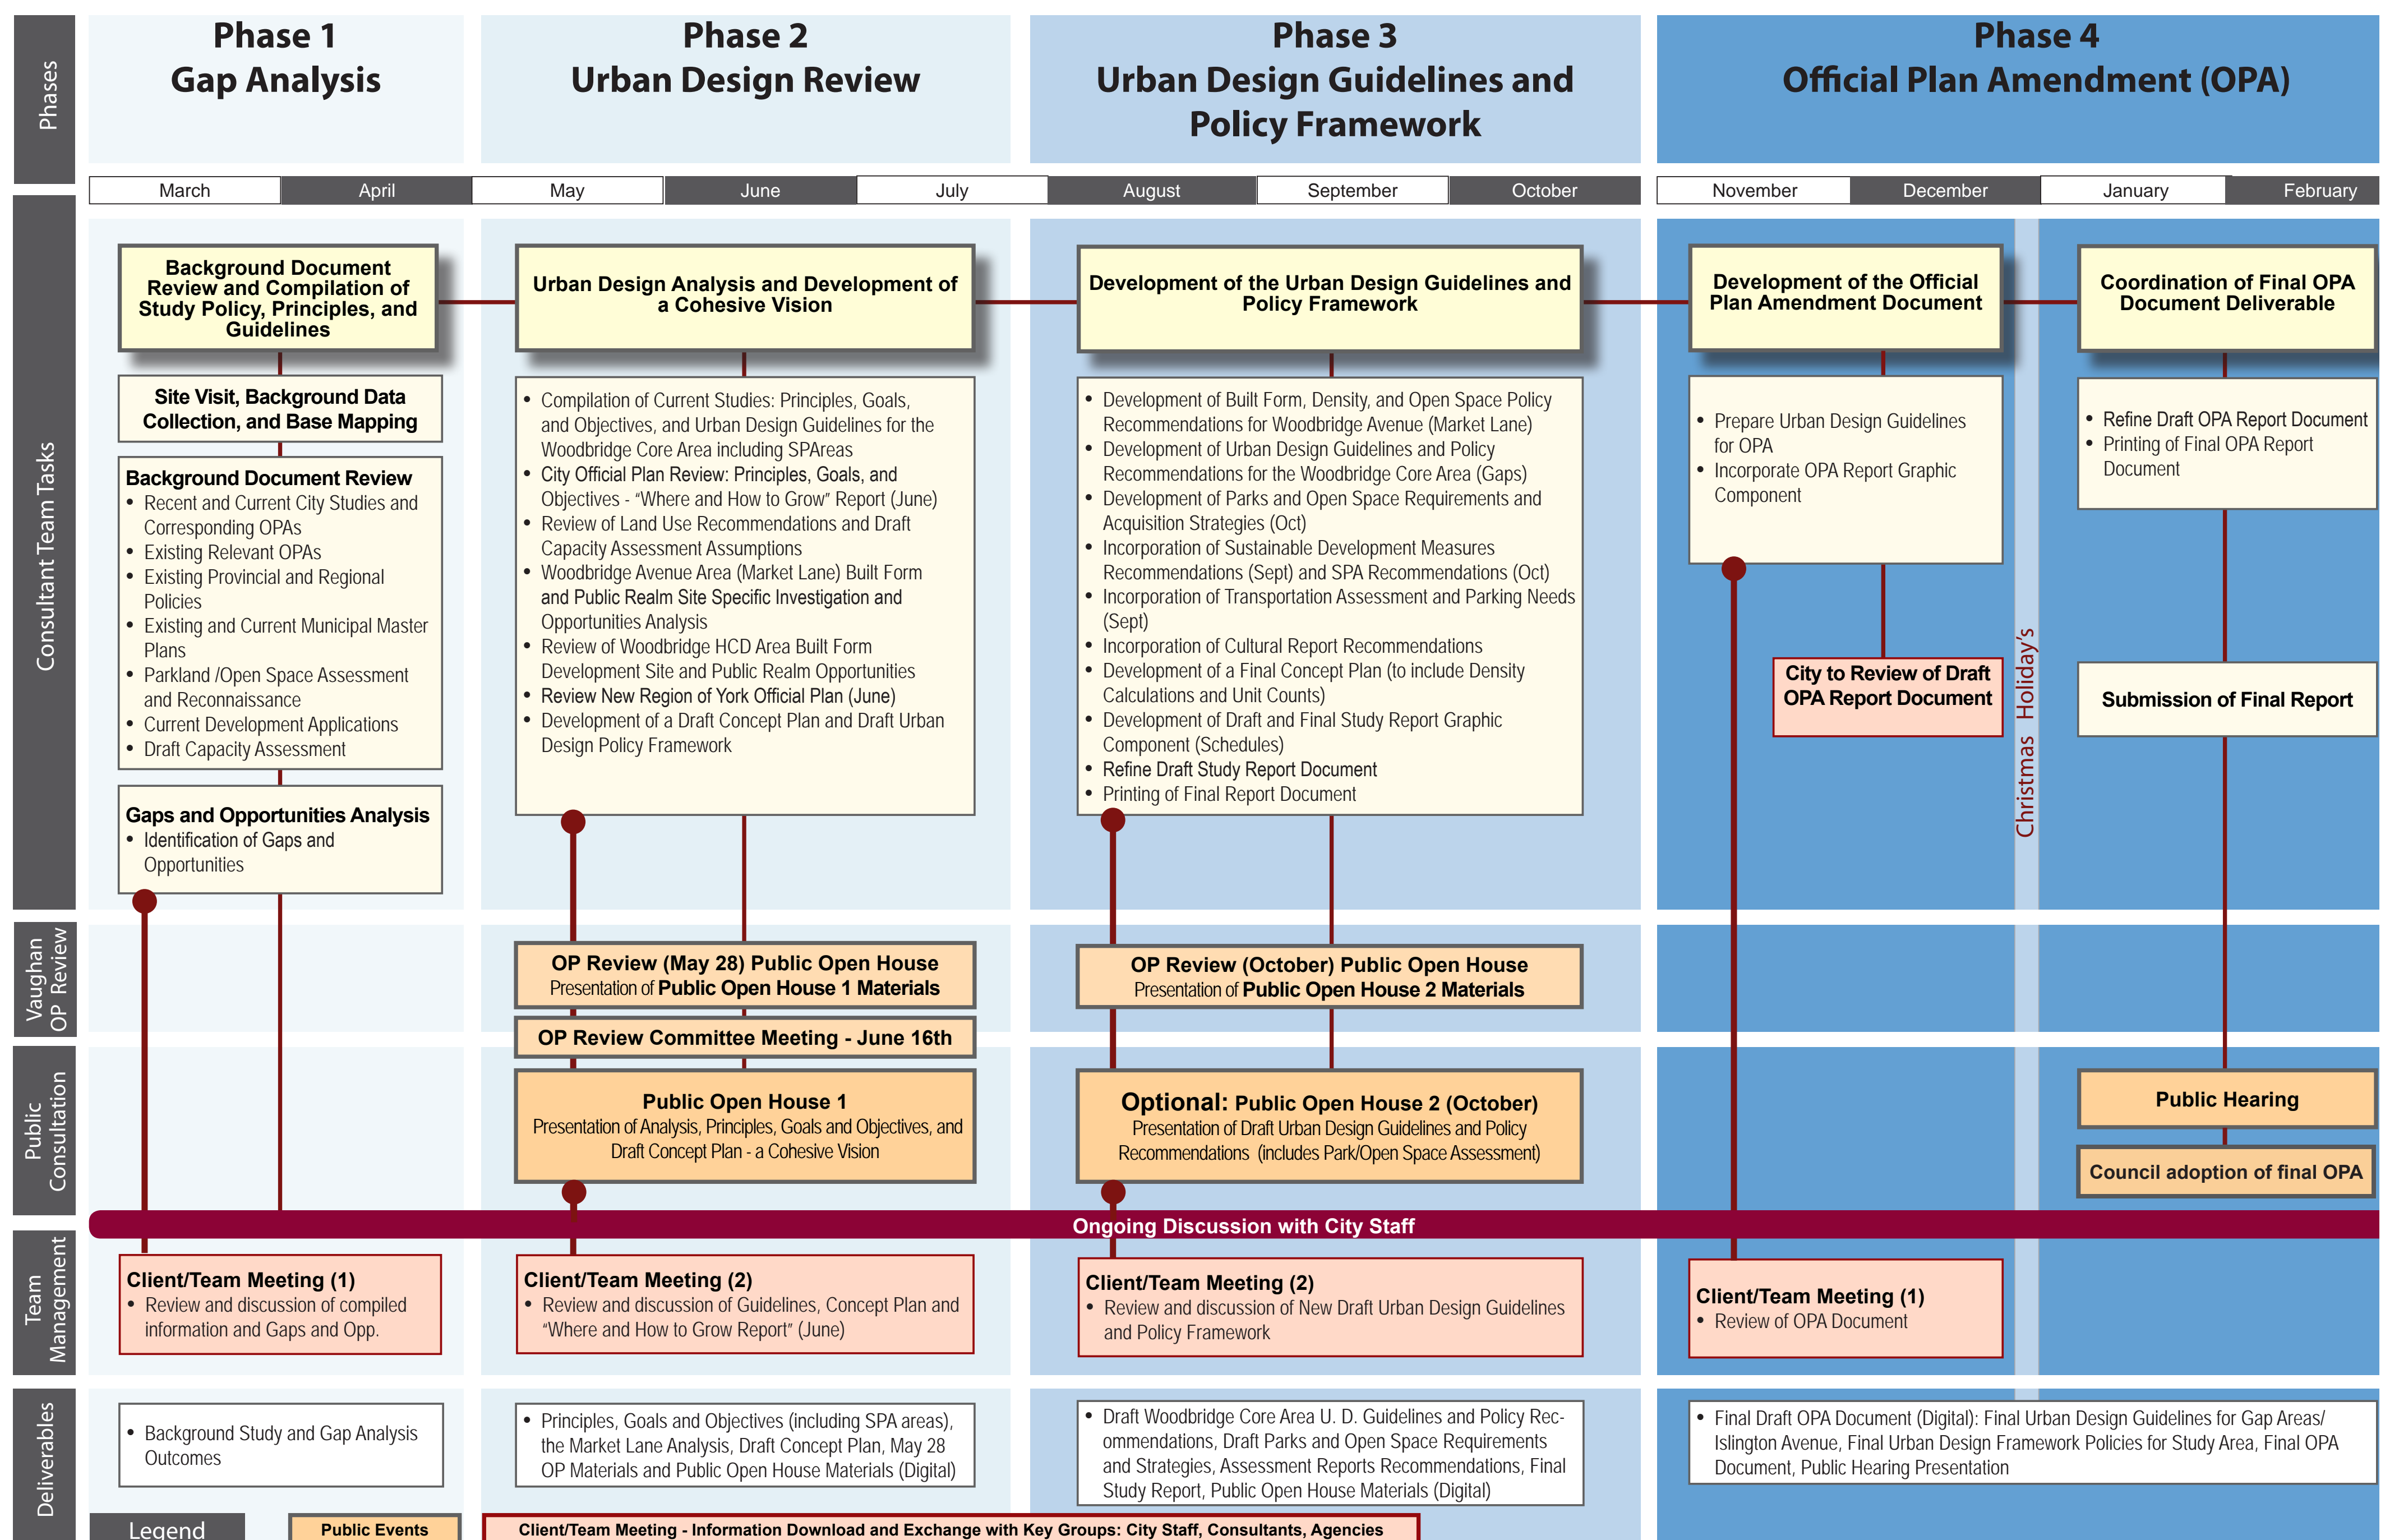 Phases
Phase 1
Gap Analysis
Phase 2
Urban Design Review
Phase 3
Urban Design Guidelines and
Policy Framework
Phase 4
Official Plan Amendment (OPA)
March
April
May
June
July
August
September
October
November
December
January
February
Consultant Team Tasks
Background Document
Review and Compilation of
Study Policy, Principles, and
Guidelines
Site Visit, Background Data
Collection, and Base Mapping
Background Document Review
• Recent and Current City Studies and
Corresponding OPAs
• Existing Relevant OPAs
• Existing Provincial and Regional
Policies
• Existing and Current Municipal Master
Plans
• Parkland /Open Space Assessment
and Reconnaissance
• Current Development Applications
• Draft Capacity Assessment
Gaps and Opportunities Analysis
• Identification of Gaps and
Opportunities
Urban Design Analysis and Development of
a Cohesive Vision
• Compilation of Current Studies: Principles, Goals,
and Objectives, and Urban Design Guidelines for the
Woodbridge Core Area including SPAreas
• City Official Plan Review: Principles, Goals, and
Objectives - “Where and How to Grow” Report (June)
• Review of Land Use Recommendations and Draft
Capacity Assessment Assumptions
• Woodbridge Avenue Area (Market Lane) Built Form
and Public Realm Site Specific Investigation and
Opportunities Analysis
• Review of Woodbridge HCD Area Built Form
Development Site and Public Realm Opportunities
• Review New Region of York Official Plan (June)
• Development of a Draft Concept Plan and Draft Urban
Design Policy Framework
Development of the Urban Design Guidelines and
Policy Framework
• Development of Built Form, Density, and Open Space Policy
Recommendations for Woodbridge Avenue (Market Lane)
• Development of Urban Design Guidelines and Policy
Recommendations for the Woodbridge Core Area (Gaps)
• Development of Parks and Open Space Requirements and
Acquisition Strategies (Oct)
• Incorporation of Sustainable Development Measures
Recommendations (Sept) and SPA Recommendations (Oct)
• Incorporation of Transportation Assessment and Parking Needs
(Sept)
• Incorporation of Cultural Report Recommendations
• Development of a Final Concept Plan (to include Density
Calculations and Unit Counts)
• Development of Draft and Final Study Report Graphic
Component (Schedules)
• Refine Draft Study Report Document
• Printing of Final Report Document
Development of the Official
Plan Amendment Document
• Prepare Urban Design Guidelines
for OPA
• Incorporate OPA Report Graphic
Component
City to Review of Draft
OPA Report Document
Christmas Holiday's
Coordination of Final OPA
Document Deliverable
• Refine Draft OPA Report Document
• Printing of Final OPA Report
Document
Submission of Final Report
Vaughan
OP Review
OP Review (May 28) Public Open House
Presentation of Public Open House 1 Materials
OP Review Committee Meeting - June 16th
OP Review (October) Public Open House
Presentation of Public Open House 2 Materials
Public
Consultation
Public Open House 1
Presentation of Analysis, Principles, Goals and Objectives, and
Draft Concept Plan - a Cohesive Vision
Optional: Public Open House 2 (October)
Presentation of Draft Urban Design Guidelines and Policy
Recommendations (includes Park/Open Space Assessment)
Public Hearing
Council adoption of final OPA
Ongoing Discussion with City Staff
Team
Management
Client/Team Meeting (1)
• Review and discussion of compiled
information and Gaps and Opp.
Client/Team Meeting (2)
• Review and discussion of Guidelines, Concept Plan and
“Where and How to Grow Report” (June)
Client/Team Meeting (2)
• Review and discussion of New Draft Urban Design Guidelines
and Policy Framework
Client/Team Meeting (1)
• Review of OPA Document
Deliverables
• Background Study and Gap Analysis
Outcomes
• Principles, Goals and Objectives (including SPA areas),
the Market Lane Analysis, Draft Concept Plan, May 28
OP Materials and Public Open House Materials (Digital)
• Draft Woodbridge Core Area U. D. Guidelines and Policy Rec-
ommendations, Draft Parks and Open Space Requirements
and Strategies, Assessment Reports Recommendations, Final
Study Report, Public Open House Materials (Digital)
• Final Draft OPA Document (Digital): Final Urban Design Guidelines for Gap Areas/
Islington Avenue, Final Urban Design Framework Policies for Study Area, Final OPA
Document, Public Hearing Presentation
Legend
Public Events
Client/Team Meeting - Information Download and Exchange with Key Groups: City Staff, Consultants, Agencies